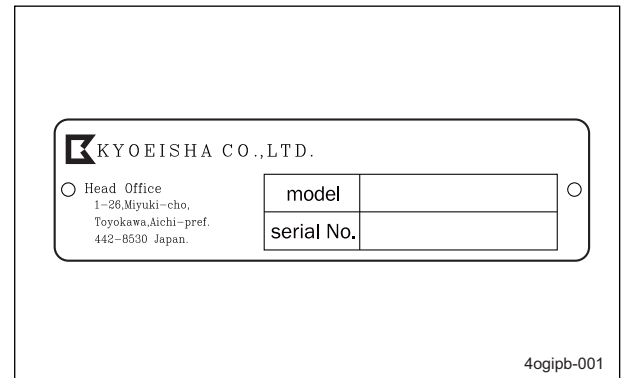 KYOEISHA CO.,LTD.
Head Office
1-26,Miyuki-cho,
Toyokawa,Aichi-pref.
442-8530 Japan.
model
serial No.
4ogipb-001